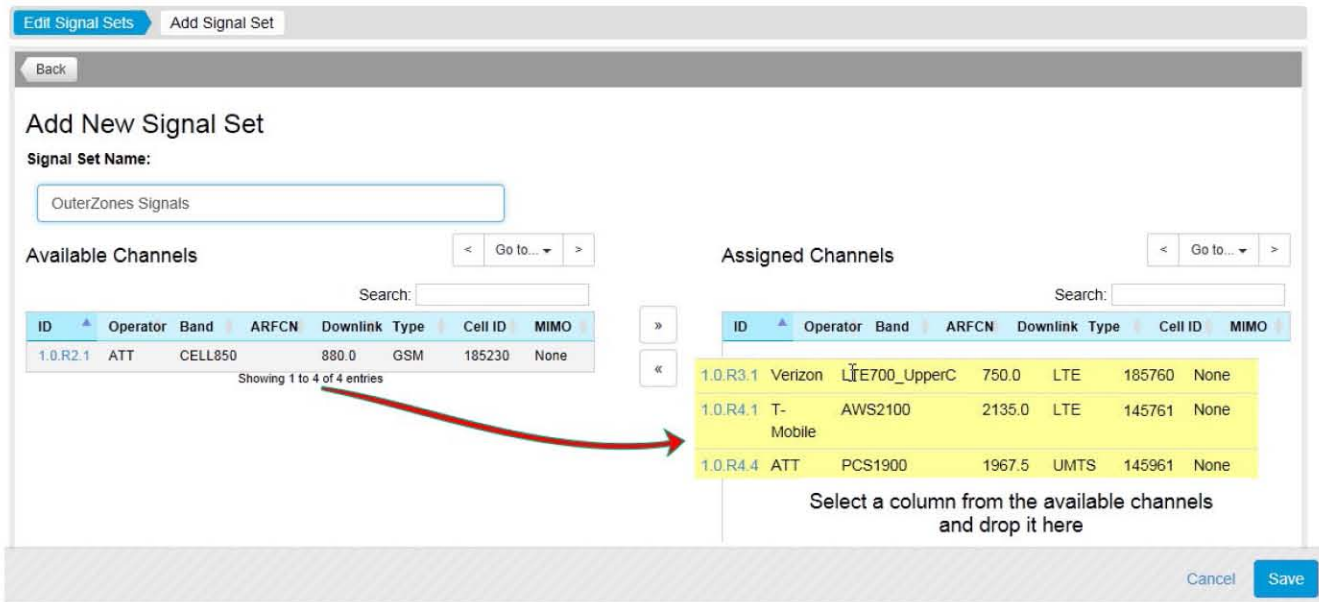 Edit Signal Sets Add Signal Set
Back
Add New Signal Set
Signal Set Name:
OuterZones Signals
Available Channels < Go to... >
Search:
ID Operator Band ARFCN Downlink Type Cell ID MIMO
1.0.R2.1 ATT CELL850 880.0 GSM 185230 None
Showing 1 to 4 of 4 entries
»
«
Assigned Channels < Go to... >
Search:
ID Operator Band ARFCN Downlink Type Cell ID MIMO
1.0.R3.1 Verizon LTE700_UpperC 750.0 LTE 185760 None
1.0.R4.1 T-Mobile AWS2100 2135.0 LTE 145761 None
1.0.R4.4 ATT PCS1900 1967.5 UMTS 145961 None
Select a column from the available channels
and drop it here
Cancel Save